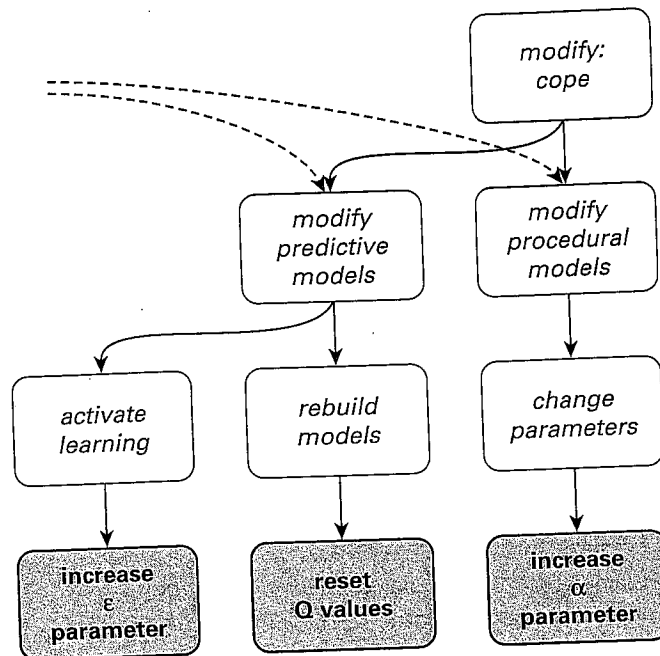 modify:
cope
modify
predictive
models
modify
procedural
models
activate
learning
rebuild
models
change
parameters
increase
ε
parameter
reset
Q values
increase
α
parameter